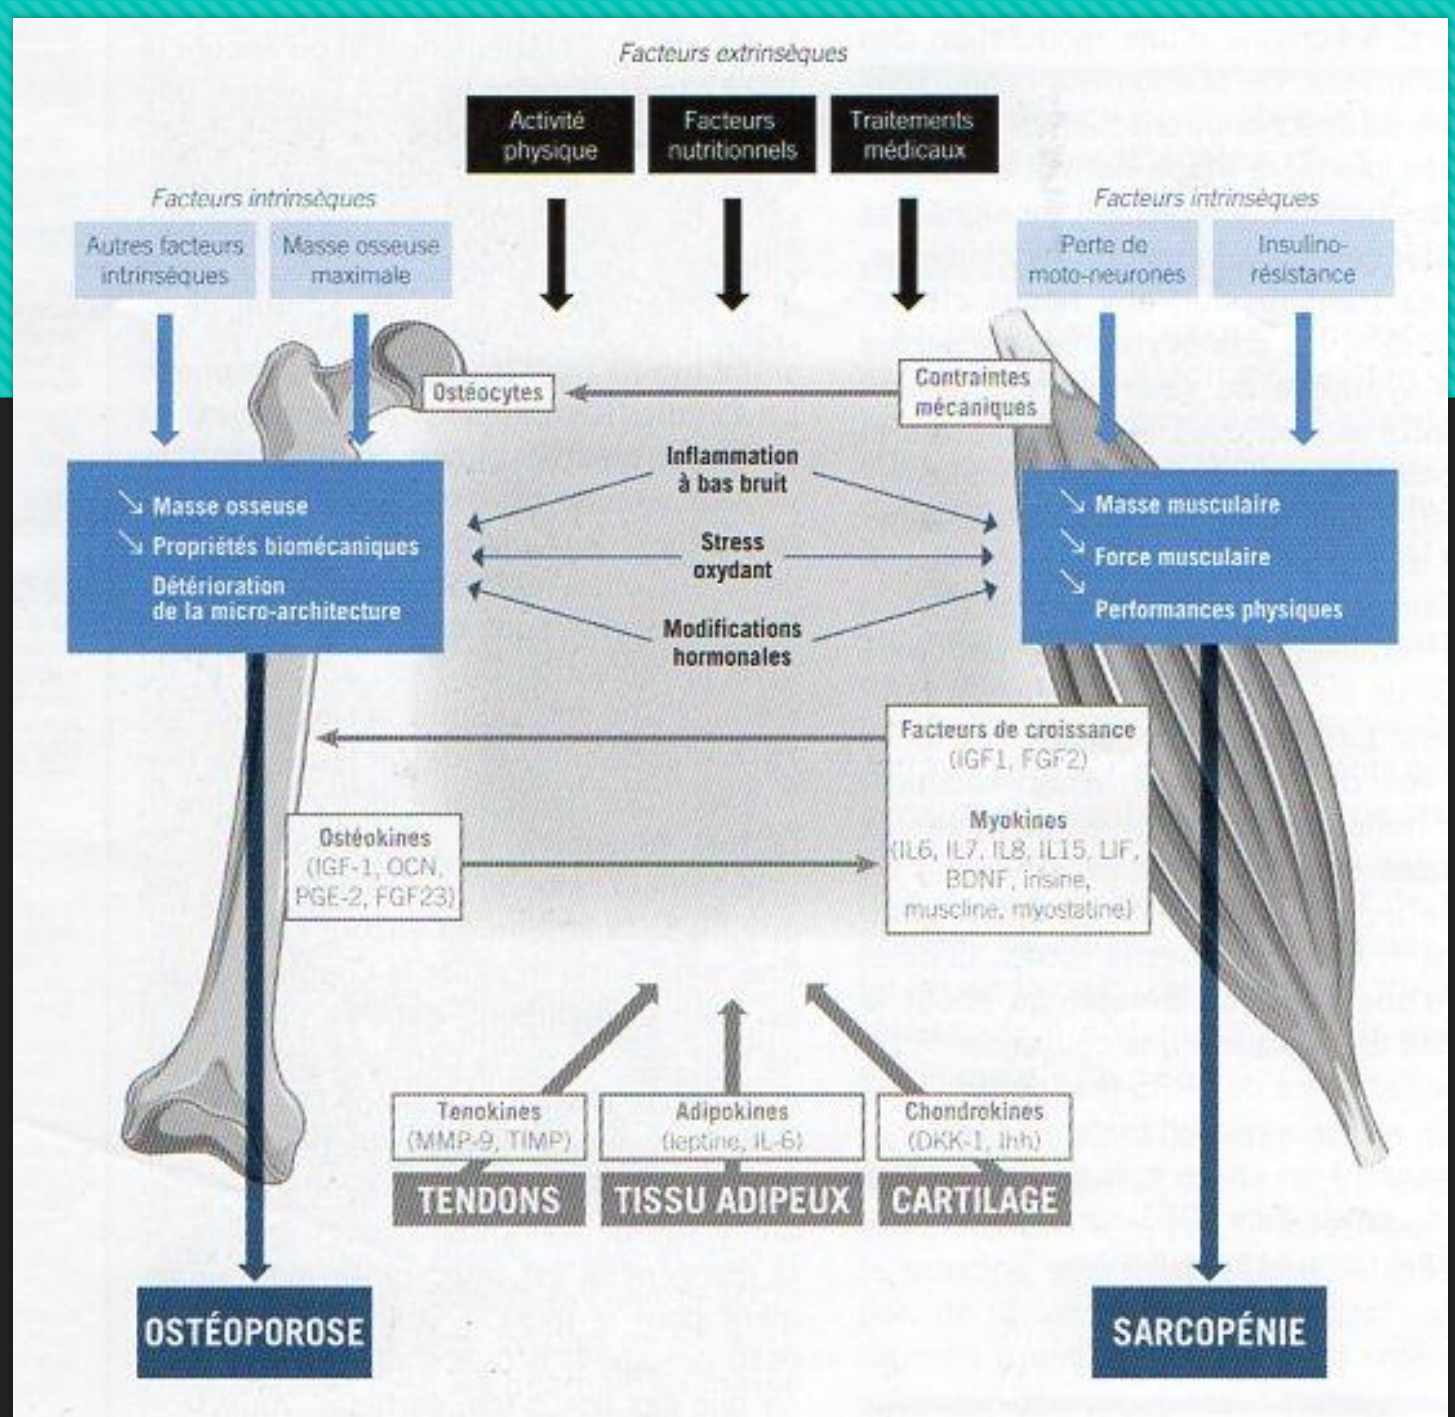 Facteurs extrinsèques
Activité
physique
Facteurs
nutritionnels
Traitements
médicaux
Facteurs intrinsèques
Autres facteurs
intrinsèques
Masse osseuse
maximale
Facteurs intrinsèques
Perte de
moto-neurones
Insulino-
résistance
Ostéocytes
Contraintes
mécaniques
↘ Masse osseuse
↘ Propriétés biomécaniques
Détérioration
de la micro-architecture
Inflammation
à bas bruit
Stress
oxydant
Modifications
hormonales
↘ Masse musculaire
↘ Force musculaire
↘ Performances physiques
Facteurs de croissance
(IGF1, FGF2)
Myokines
(IL6, IL7, IL8, IL15, LIF,
BDNF, irisine,
muscline, myostatine)
Ostéokines
(IGF-1, OCN,
PGE-2, FGF23)
Tenokines
(MMP-9, TIMP)
TENDONS
Adipokines
(leptine, IL-6)
TISSU ADIPEUX
Chondrokines
(DKK-1, Ihh)
CARTILAGE
OSTÉOPOROSE
SARCOPÉNIE